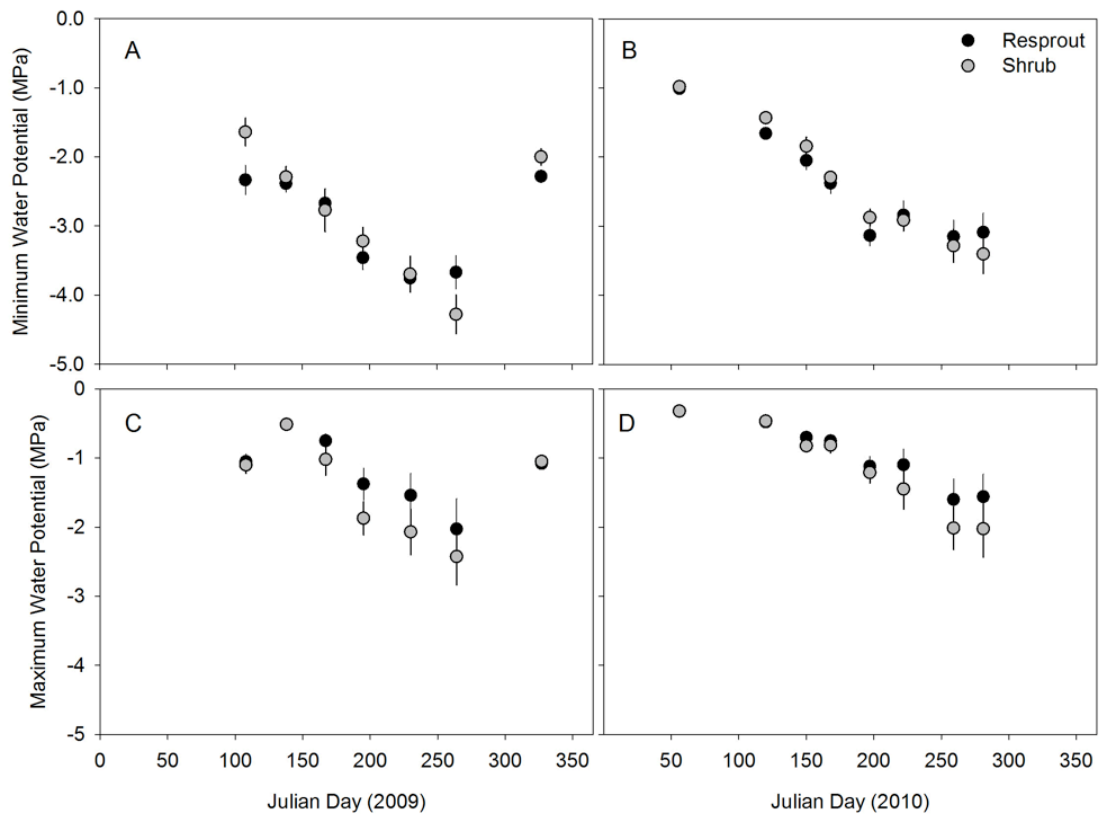 0.0
-1.0
-2.0
-3.0
-4.0
-5.0
Minimum Water Potential (MPa)
A
B
Resprout
Shrub
0
-1
-2
-3
-4
-5
Maximum Water Potential (MPa)
C
D
0 50 100 150 200 250 300 350
0 50 100 150 200 250 300 350
Julian Day (2009)
Julian Day (2010)